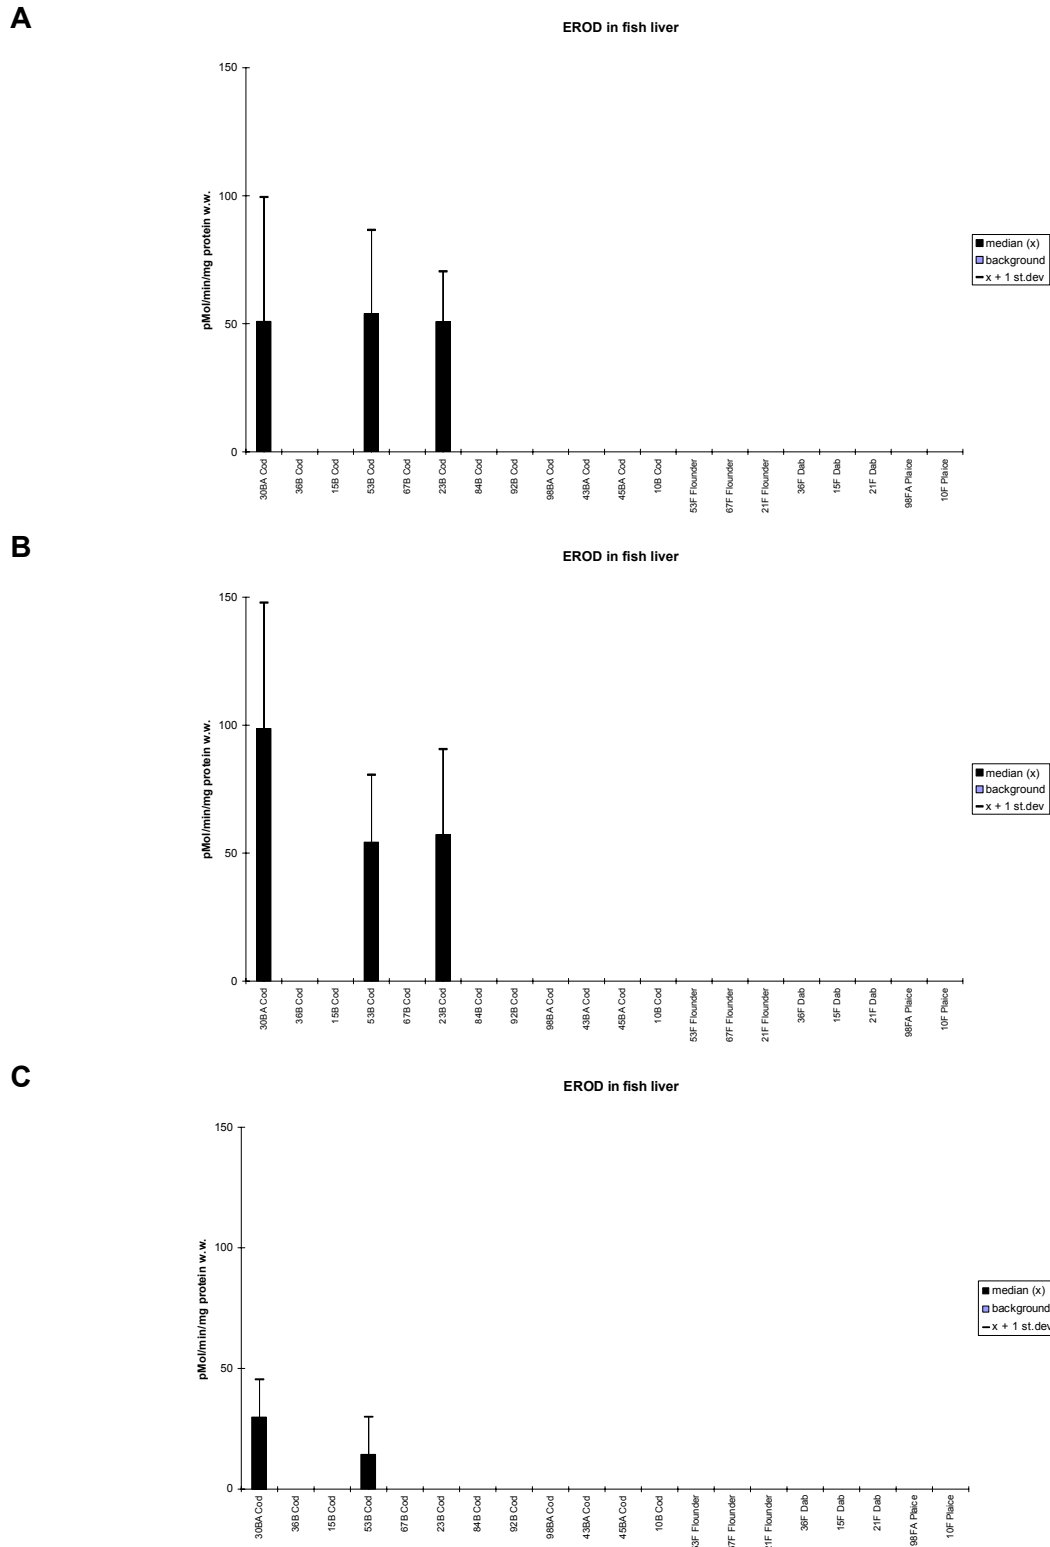 A
EROD in fish liver
150
100
50
0
pMol/min/mg protein w.w.
30BA Cod
36B Cod
15B Cod
53B Cod
67B Cod
23B Cod
84B Cod
92B Cod
98BA Cod
43BA Cod
45BA Cod
10B Cod
53F Flounder
67F Flounder
21F Flounder
36F Dab
15F Dab
21F Dab
98FA Plaice
10F Plaice
median (x)
background
x + 1 st.dev
B
EROD in fish liver
150
100
50
0
pMol/min/mg protein w.w.
30BA Cod
36B Cod
15B Cod
53B Cod
67B Cod
23B Cod
84B Cod
92B Cod
98BA Cod
43BA Cod
45BA Cod
10B Cod
53F Flounder
67F Flounder
21F Flounder
36F Dab
15F Dab
21F Dab
98FA Plaice
10F Plaice
median (x)
background
x + 1 st.dev
C
EROD in fish liver
150
100
50
0
pMol/min/mg protein w.w.
30BA Cod
36B Cod
15B Cod
53B Cod
67B Cod
23B Cod
84B Cod
92B Cod
98BA Cod
43BA Cod
45BA Cod
10B Cod
53F Flounder
67F Flounder
21F Flounder
36F Dab
15F Dab
21F Dab
98FA Plaice
10F Plaice
median (x)
background
x + 1 st.dev